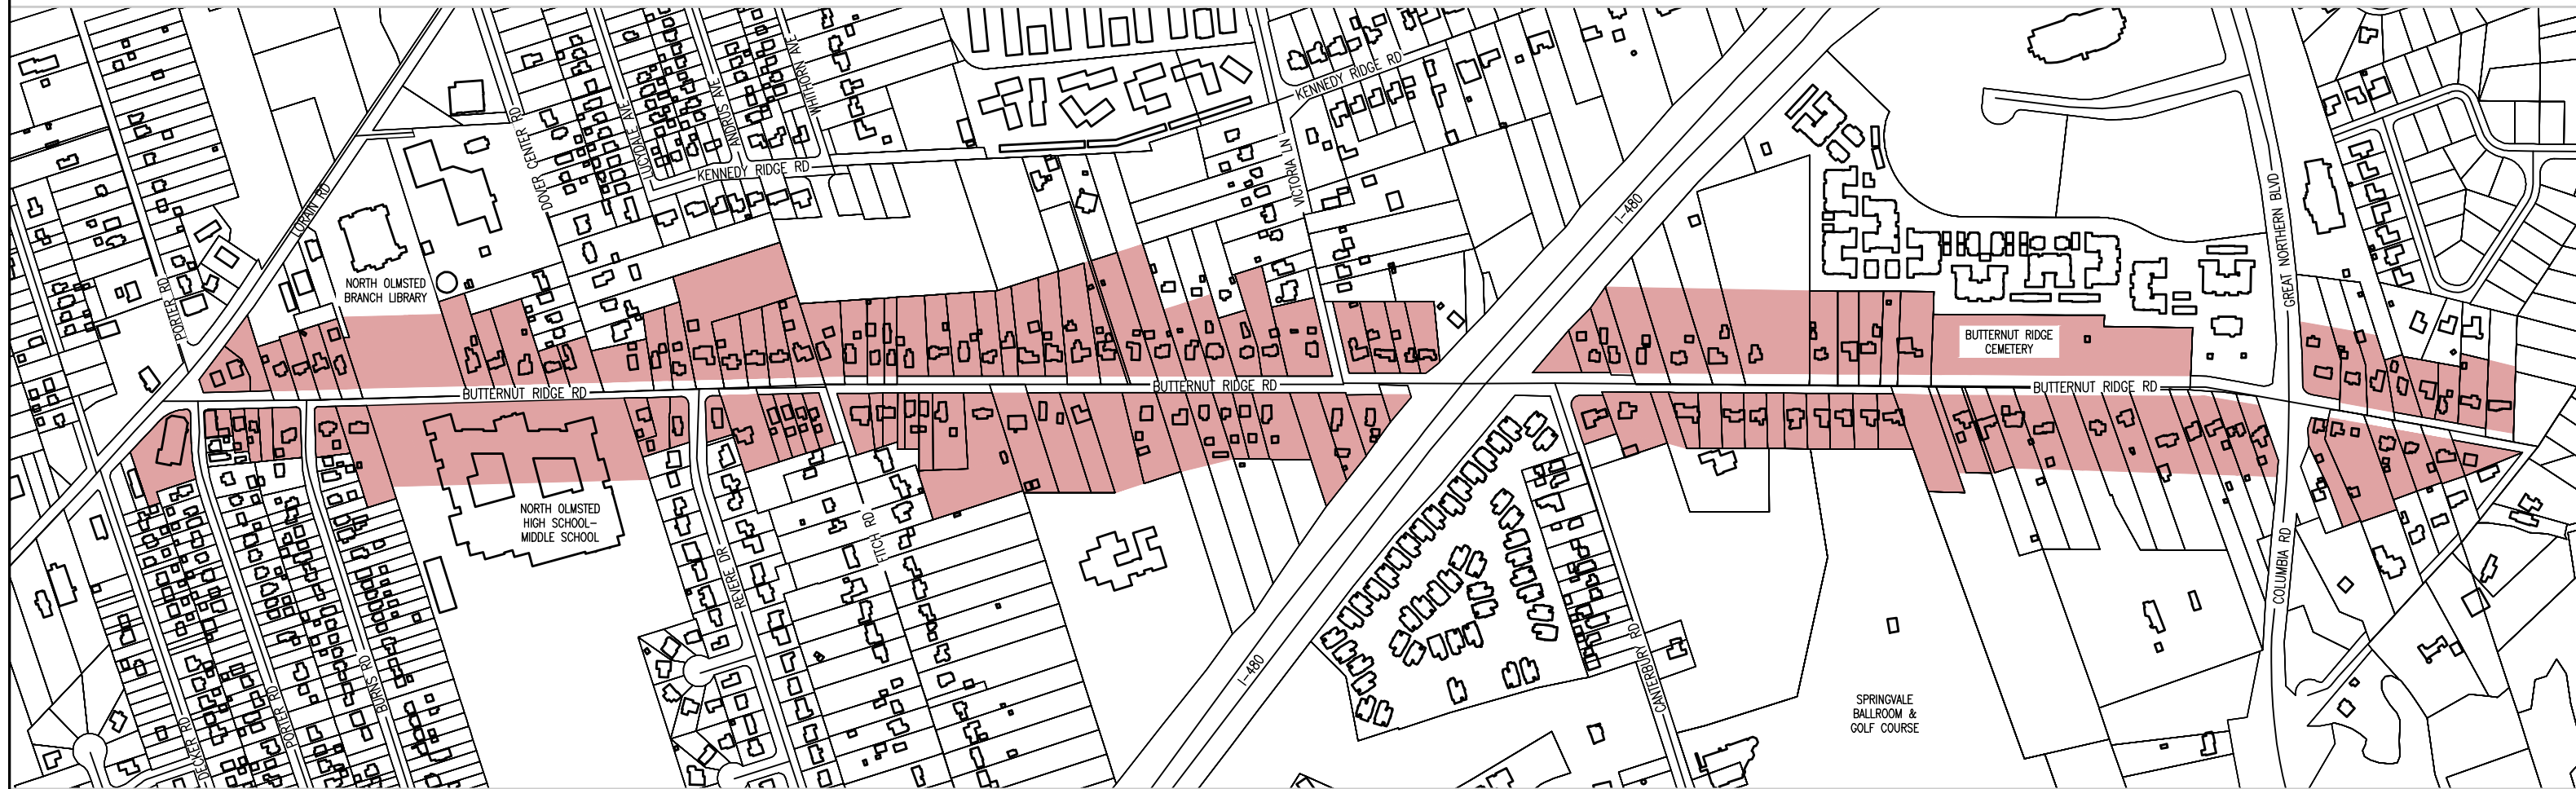 WHITHORN AVE
KENNEDY RIDGE RD
DOVER CENTER RD
LUCYDALE AVE
ANDRUS AVE
KENNEDY RIDGE RD
VICTORIA LN
LORAIN RD
I-480
GREAT NORTHERN BLVD
PORTER RD
NORTH OLMSTED
BRANCH LIBRARY
BUTTERNUT RIDGE
CEMETERY
BUTTERNUT RIDGE RD
BUTTERNUT RIDGE RD
BUTTERNUT RIDGE RD
NORTH OLMSTED
HIGH SCHOOL-
MIDDLE SCHOOL
FITCH RD
REVERE DR
COLUMBIA RD
I-480
CANTERBURY RD
DECKER RD
PORTER RD
BURNS RD
SPRINGVALE
BALLROOM &
GOLF COURSE